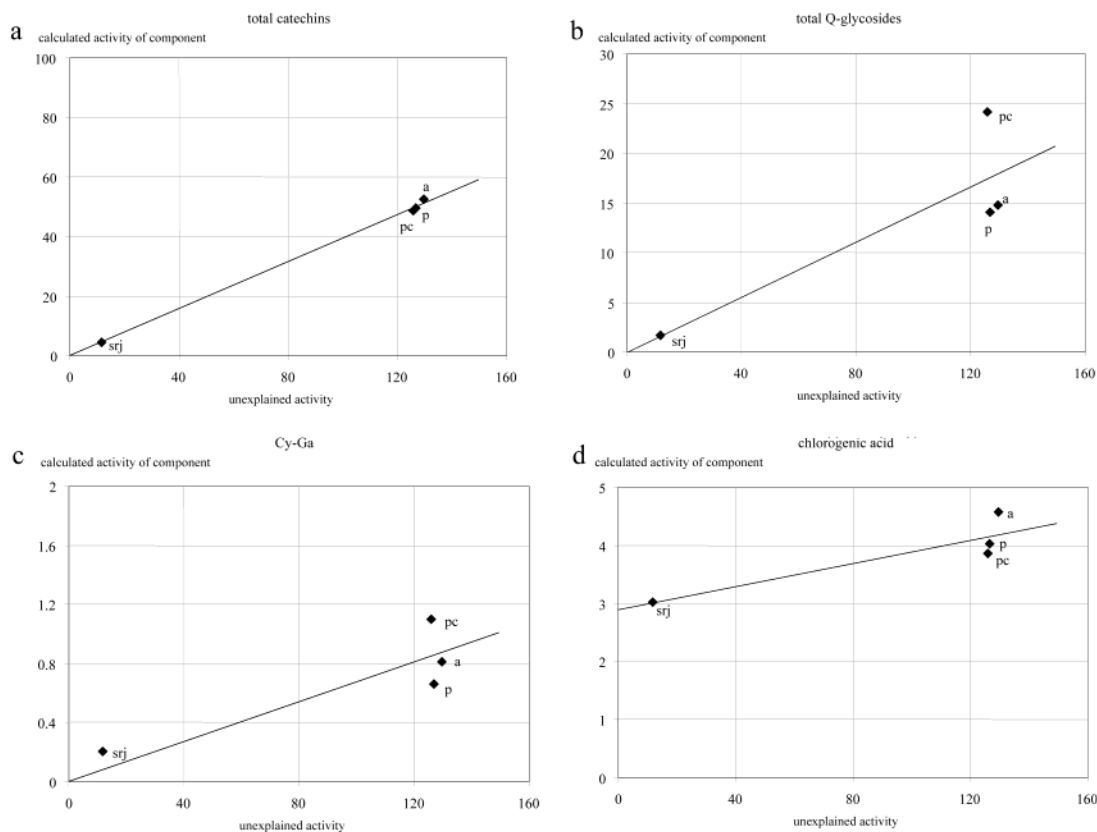 total catechins
a
calculated activity of component
100
80
60
40
20
0
a
p
pc
srj
0 40 80 120 160
unexplained activity
total Q-glycosides
b
calculated activity of component
30
25
20
15
10
5
0
pc
a
p
srj
0 40 80 120 160
unexplained activity
Cy-Ga
c
calculated activity of component
2
1.6
1.2
0.8
0.4
0
pc
a
p
srj
0 40 80 120 160
unexplained activity
chlorogenic acid
d
calculated activity of component
5
4
3
2
1
0
a
p
pc
srj
0 40 80 120 160
unexplained activity